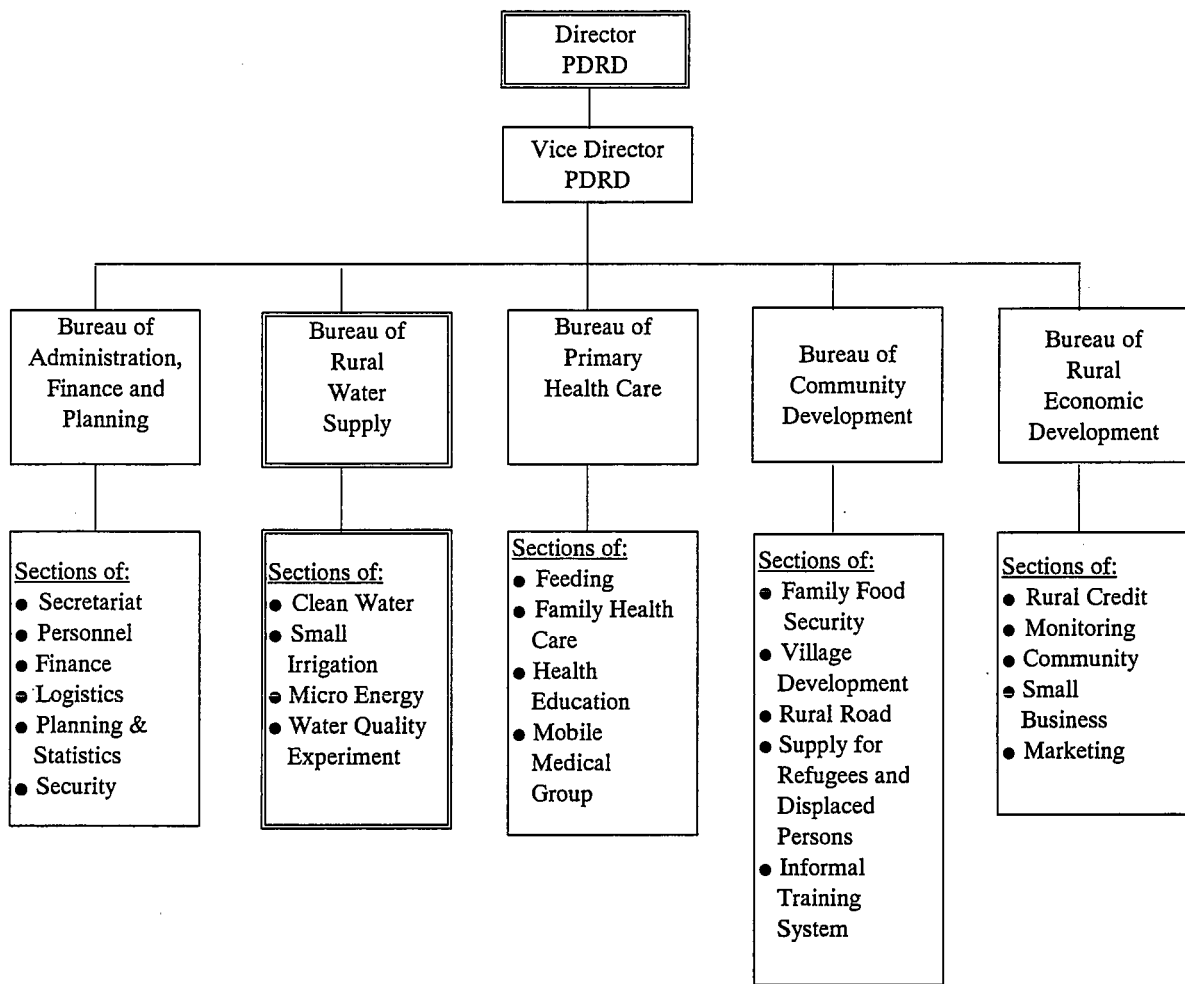 Director
PDRD
Vice Director
PDRD
Bureau of
Administration,
Finance and
Planning
Bureau of
Rural
Water
Supply
Bureau of
Primary
Health Care
Bureau of
Community
Development
Bureau of
Rural
Economic
Development
Sections of:
● Secretariat
● Personnel
● Finance
● Logistics
● Planning &
Statistics
● Security
Sections of:
● Clean Water
● Small
Irrigation
● Micro Energy
● Water Quality
Experiment
Sections of:
● Feeding
● Family Health
Care
● Health
Education
● Mobile
Medical
Group
Sections of:
● Family Food
Security
● Village
Development
● Rural Road
● Supply for
Refugees and
Displaced
Persons
● Informal
Training
System
Sections of:
● Rural Credit
● Monitoring
● Community
● Small
Business
● Marketing